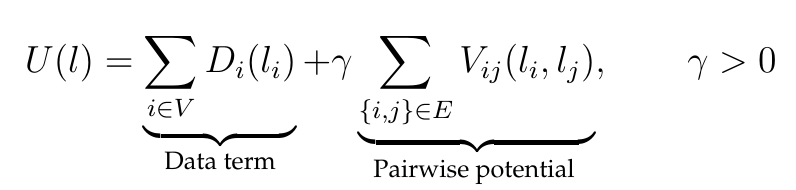 U(l) = ∑_{i∈V} D_i(l_i) + γ ∑_{{i,j}∈E} V_{ij}(l_i, l_j), γ > 0
Data term
Pairwise potential